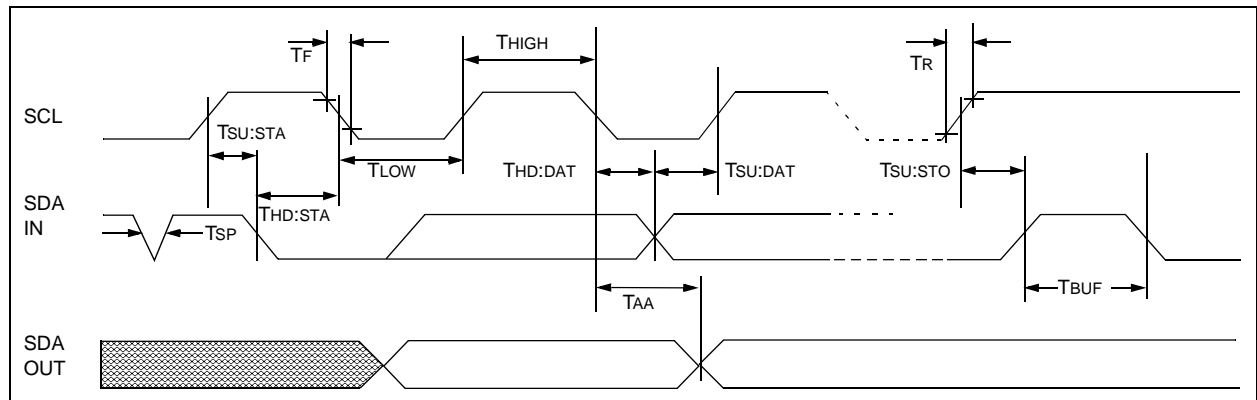 TF
THIGH
TR
SCL
TSU:STA
TLOW
THD:DAT
TSU:DAT
TSU:STO
SDA
IN
THD:STA
TSP
TBUF
TAA
SDA
OUT